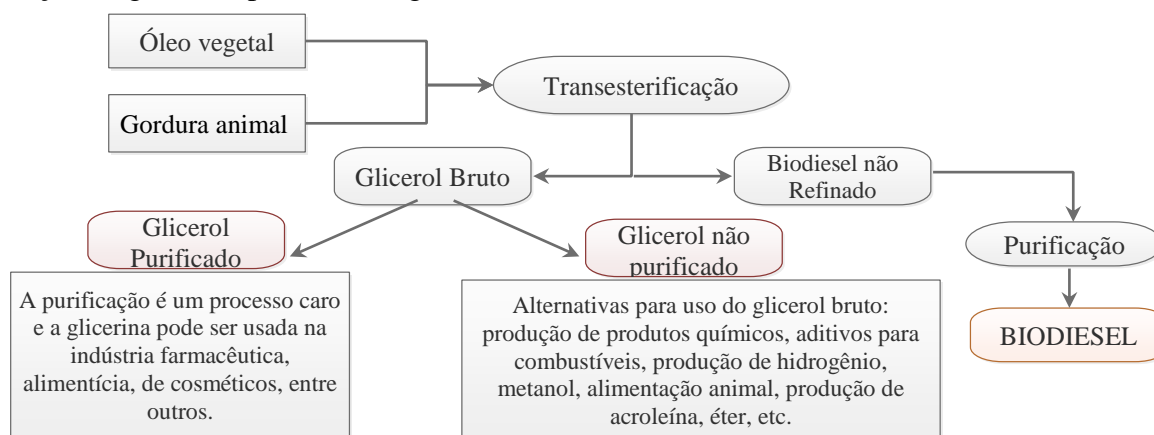 Óleo vegetal
Gordura animal
Transesterificação
Glicerol Bruto
Biodiesel não
Refinado
Glicerol
Purificado
Glicerol não
purificado
Purificação
A purificação é um processo caro
e a glicerina pode ser usada na
indústria farmacêutica,
alimentícia, de cosméticos, entre
outros.
Alternativas para uso do glicerol bruto:
produção de produtos químicos, aditivos para
combustíveis, produção de hidrogênio,
metanol, alimentação animal, produção de
acroleína, éter, etc.
BIODIESEL